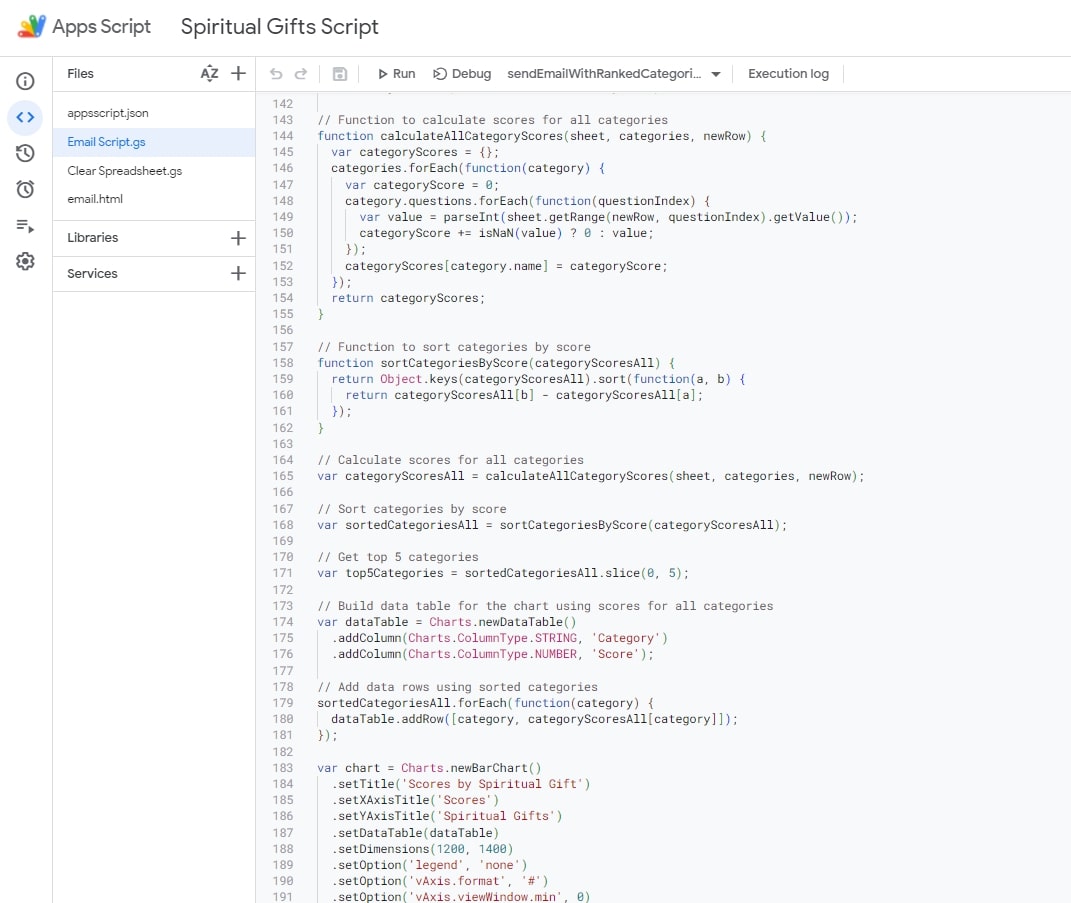 Apps Script
Spiritual Gifts Script
Files
AZ
Run
Debug
sendEmailWithRankedCategori...
Execution log
appsscript.json
Email Script.gs
Clear Spreadsheet.gs
email.html
Libraries
Services
142
143 // Function to calculate scores for all categories
144 function calculateAllCategoryScores(sheet, categories, newRow) {
145 var categoryScores = {};
146 categories.forEach(function(category) {
147 var categoryScore = 0;
148 category.questions.forEach(function(questionIndex) {
149 var value = parseInt(sheet.getRange(newRow, questionIndex).getValue());
150 categoryScore += isNaN(value) ? 0 : value;
151 });
152 categoryScores[category.name] = categoryScore;
153 });
154 return categoryScores;
155 }
156
157 // Function to sort categories by score
158 function sortCategoriesByScore(categoryScoresAll) {
159 return Object.keys(categoryScoresAll).sort(function(a, b) {
160 return categoryScoresAll[b] - categoryScoresAll[a];
161 });
162 }
163
164 // Calculate scores for all categories
165 var categoryScoresAll = calculateAllCategoryScores(sheet, categories, newRow);
166
167 // Sort categories by score
168 var sortedCategoriesAll = sortCategoriesByScore(categoryScoresAll);
169
170 // Get top 5 categories
171 var top5Categories = sortedCategoriesAll.slice(0, 5);
172
173 // Build data table for the chart using scores for all categories
174 var dataTable = Charts.newDataTable()
175 .addColumn(Charts.ColumnType.STRING, 'Category')
176 .addColumn(Charts.ColumnType.NUMBER, 'Score');
177
178 // Add data rows using sorted categories
179 sortedCategoriesAll.forEach(function(category) {
180 dataTable.addRow([category, categoryScoresAll[category]]);
181 });
182
183 var chart = Charts.newBarChart()
184 .setTitle('Scores by Spiritual Gift')
185 .setXAxisTitle('Scores')
186 .setYAxisTitle('Spiritual Gifts')
187 .setDataTable(dataTable)
188 .setDimensions(1200, 1400)
189 .setOption('legend', 'none')
190 .setOption('vAxis.format', '#')
191 .setOption('vAxis.viewWindow.min', 0)